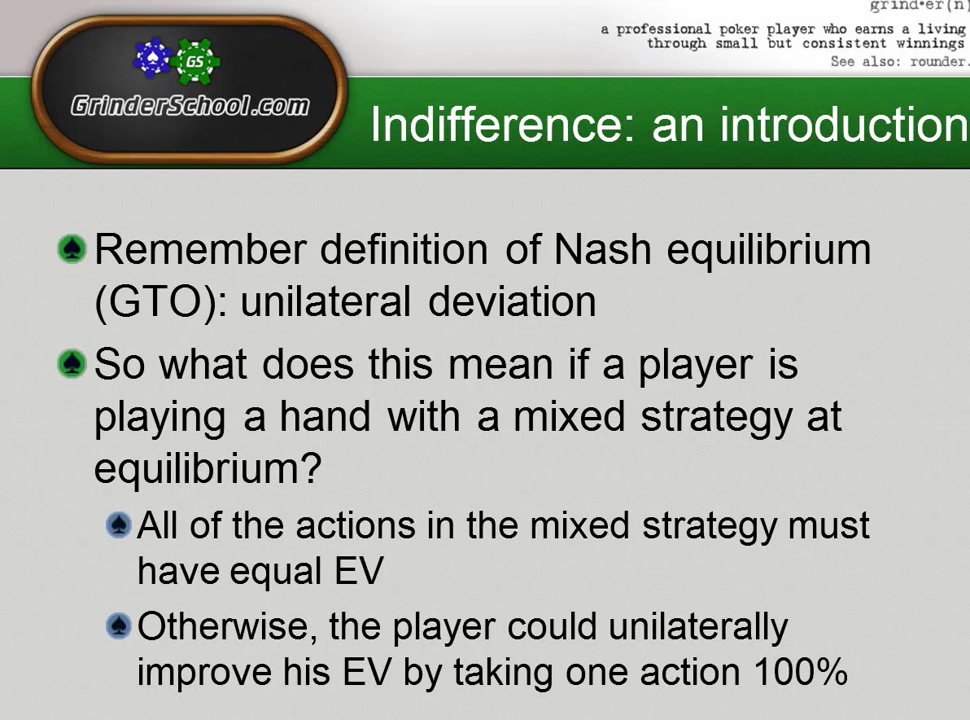 grind•er(n)
a professional poker player who earns a living
through small but consistent winnings
See also: rounder.
GS
GrinderSchool.com
Indifference: an introduction
Remember definition of Nash equilibrium
(GTO): unilateral deviation
So what does this mean if a player is
playing a hand with a mixed strategy at
equilibrium?
All of the actions in the mixed strategy must
have equal EV
Otherwise, the player could unilaterally
improve his EV by taking one action 100%